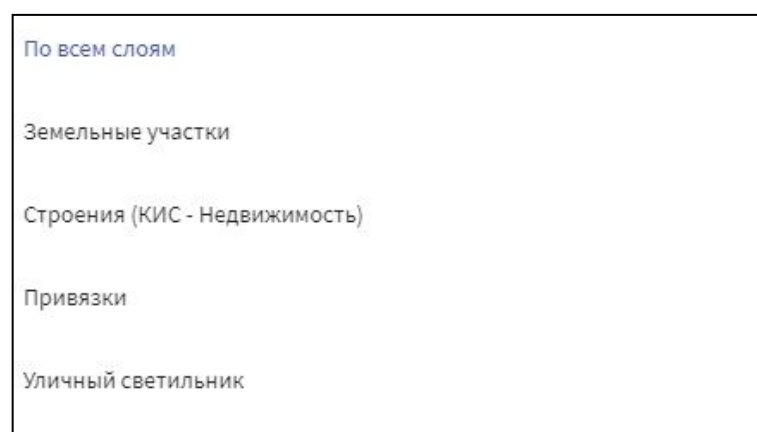 По всем слоям
Земельные участки
Строения (КИС - Недвижимость)
Привязки
Уличный светильник